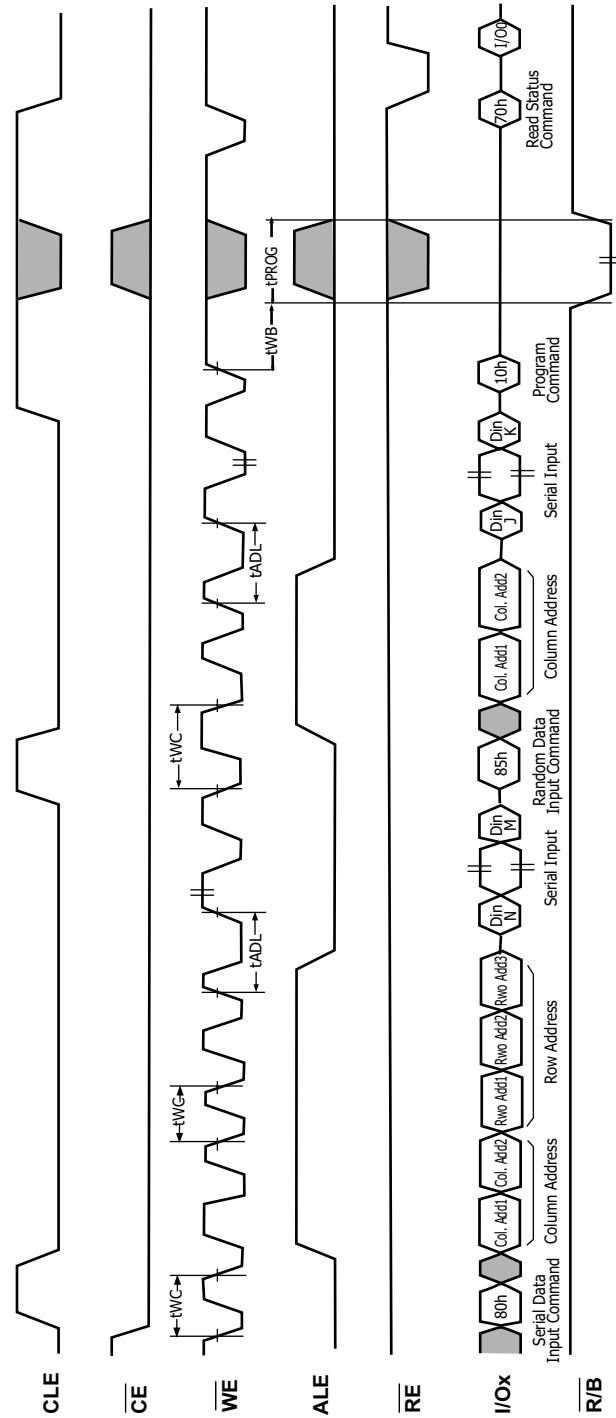 CLE
CE
WE
tWC
tWC
tADL
tWC
tADL
tWB
tPROG
ALE
RE
I/Ox
80h
Col. Add1
Col. Add2
Rwo Add1
Rwo Add2
Rwo Add3
Din
N
Din
M
85h
Col. Add1
Col. Add2
Din
J
Din
K
10h
70h
I/O0
Serial Data
Input Command
Column Address
Row Address
Serial Input
Random Data
Input Command
Column Address
Serial Input
Program
Command
Read Status
Command
R/B